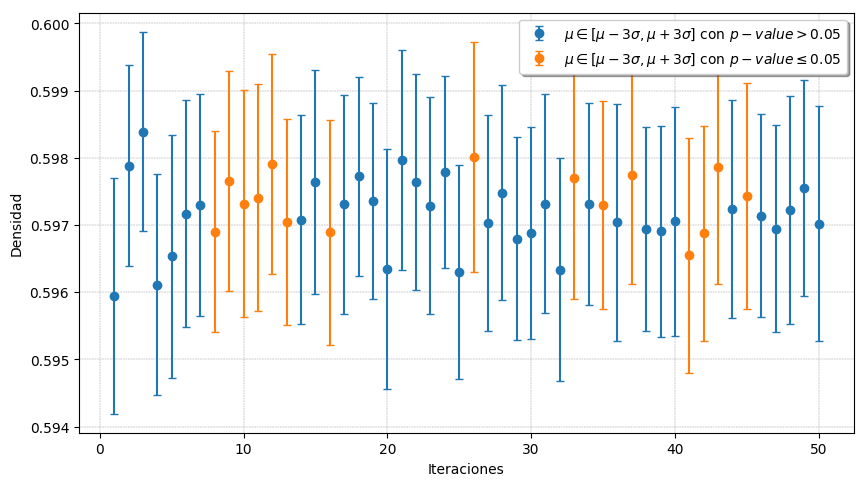 0.600
0.599
0.598
0.597
0.596
0.595
0.594
Densidad
μ ∈ [μ − 3σ, μ + 3σ] con p − value > 0.05
μ ∈ [μ − 3σ, μ + 3σ] con p − value ≤ 0.05
0 10 20 30 40 50
Iteraciones